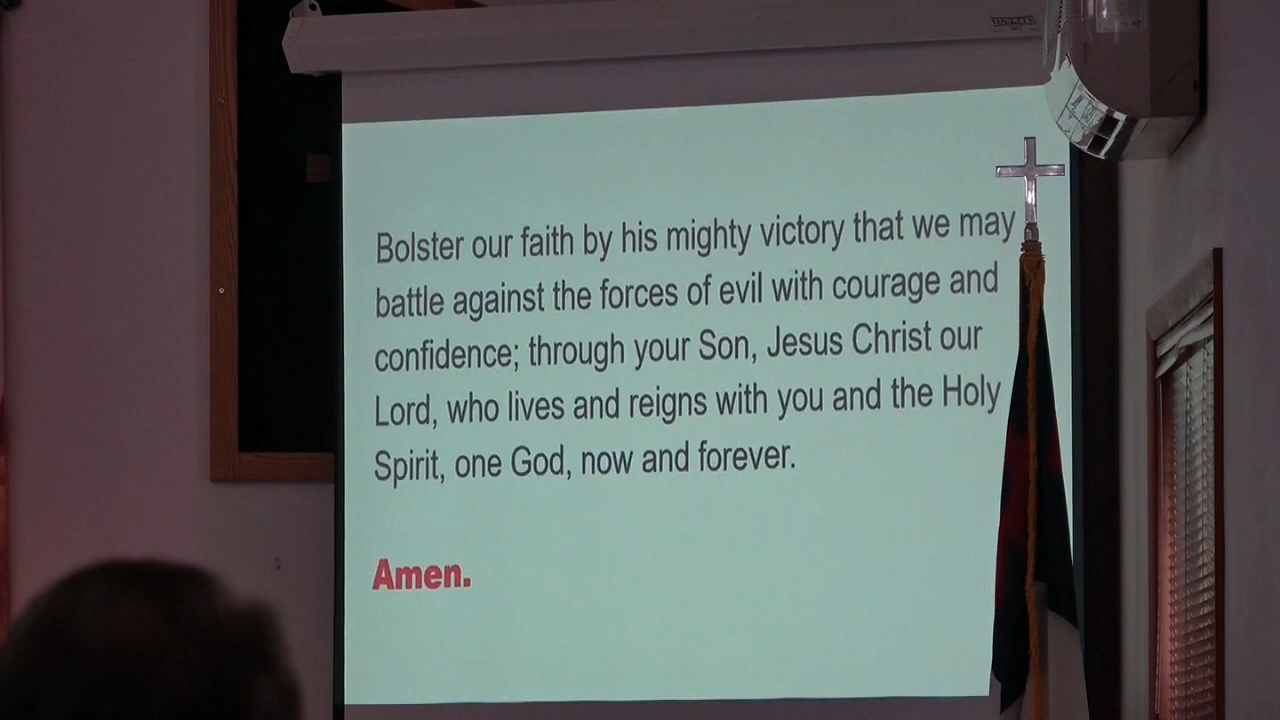 Bolster our faith by his mighty victory that we may
battle against the forces of evil with courage and
confidence; through your Son, Jesus Christ our
Lord, who lives and reigns with you and the Holy
Spirit, one God, now and forever.
Amen.